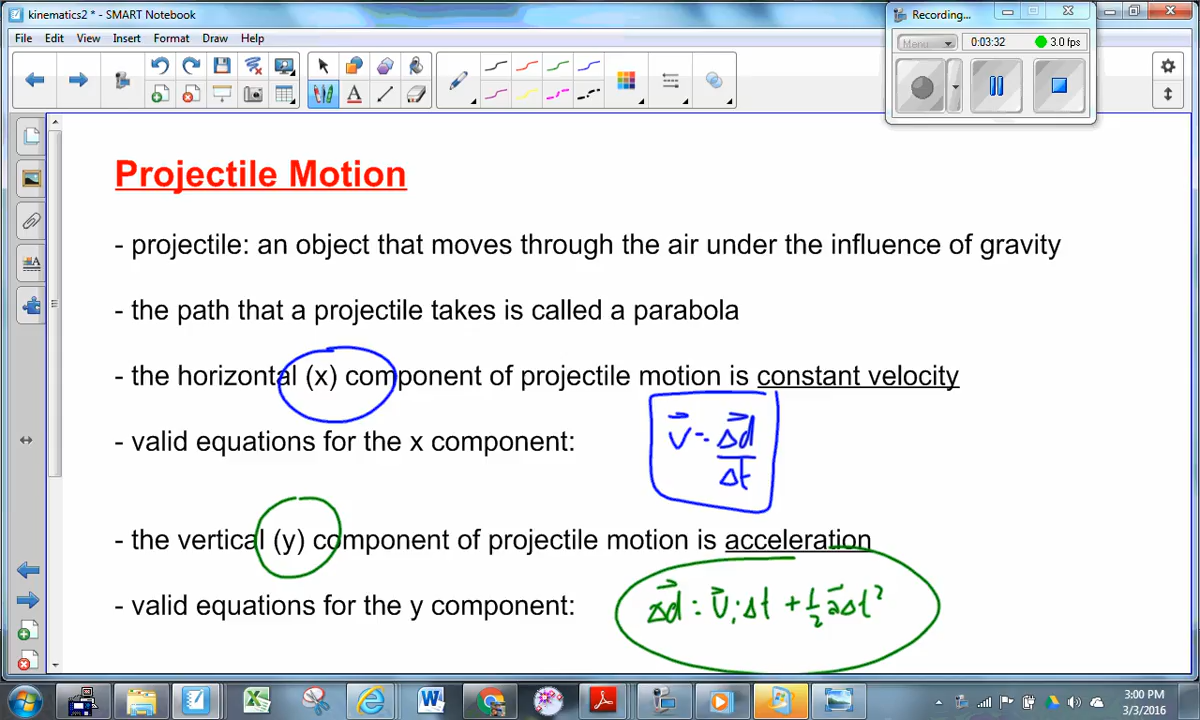 kinematics2 * - SMART Notebook
Recording...
File Edit View Insert Format Draw Help
Menu 0:03:32 3.0 fps
Projectile Motion
- projectile: an object that moves through the air under the influence of gravity
- the path that a projectile takes is called a parabola
- the horizontal (x) component of projectile motion is constant velocity
- valid equations for the x component: v⃗ = Δd⃗ / Δt
- the vertical (y) component of projectile motion is acceleration
- valid equations for the y component: Δd⃗ = v⃗ᵢΔt + ½a⃗Δt²
3:00 PM
3/3/2016